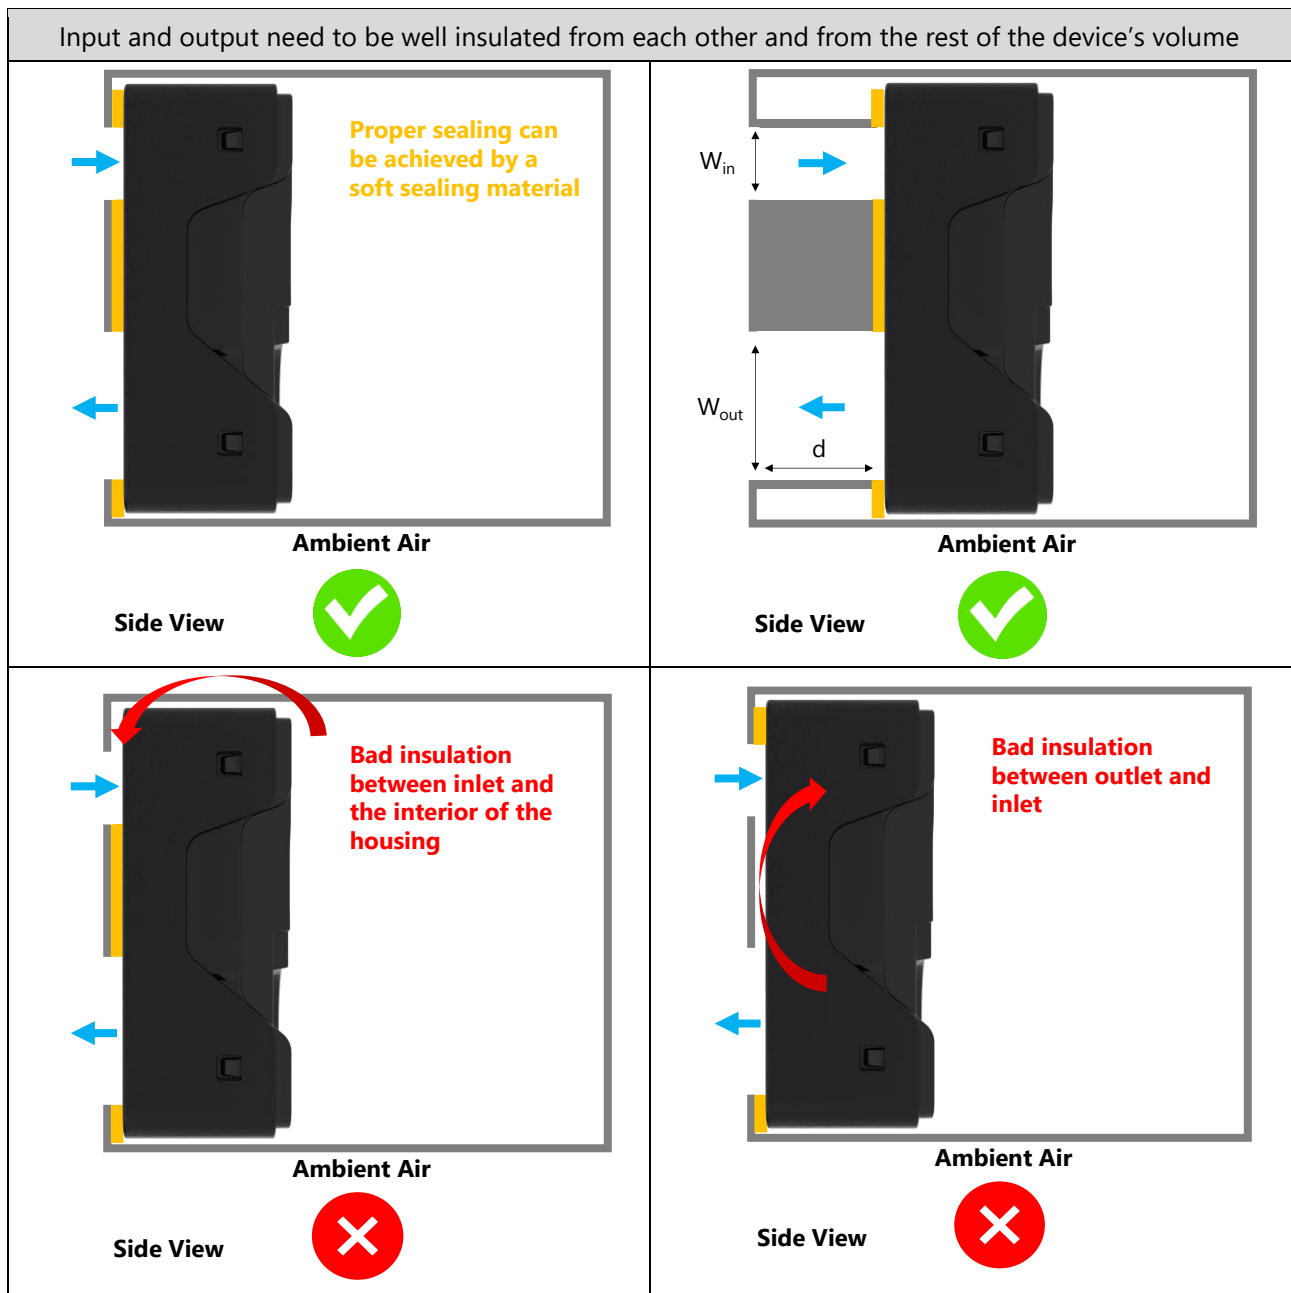 Input and output need to be well insulated from each other and from the rest of the device's volume
Proper sealing can
be achieved by a
soft sealing material
Ambient Air
Side View
W_in
W_out
d
Ambient Air
Side View
Bad insulation
between inlet and
the interior of the
housing
Ambient Air
Side View
Bad insulation
between outlet and
inlet
Ambient Air
Side View